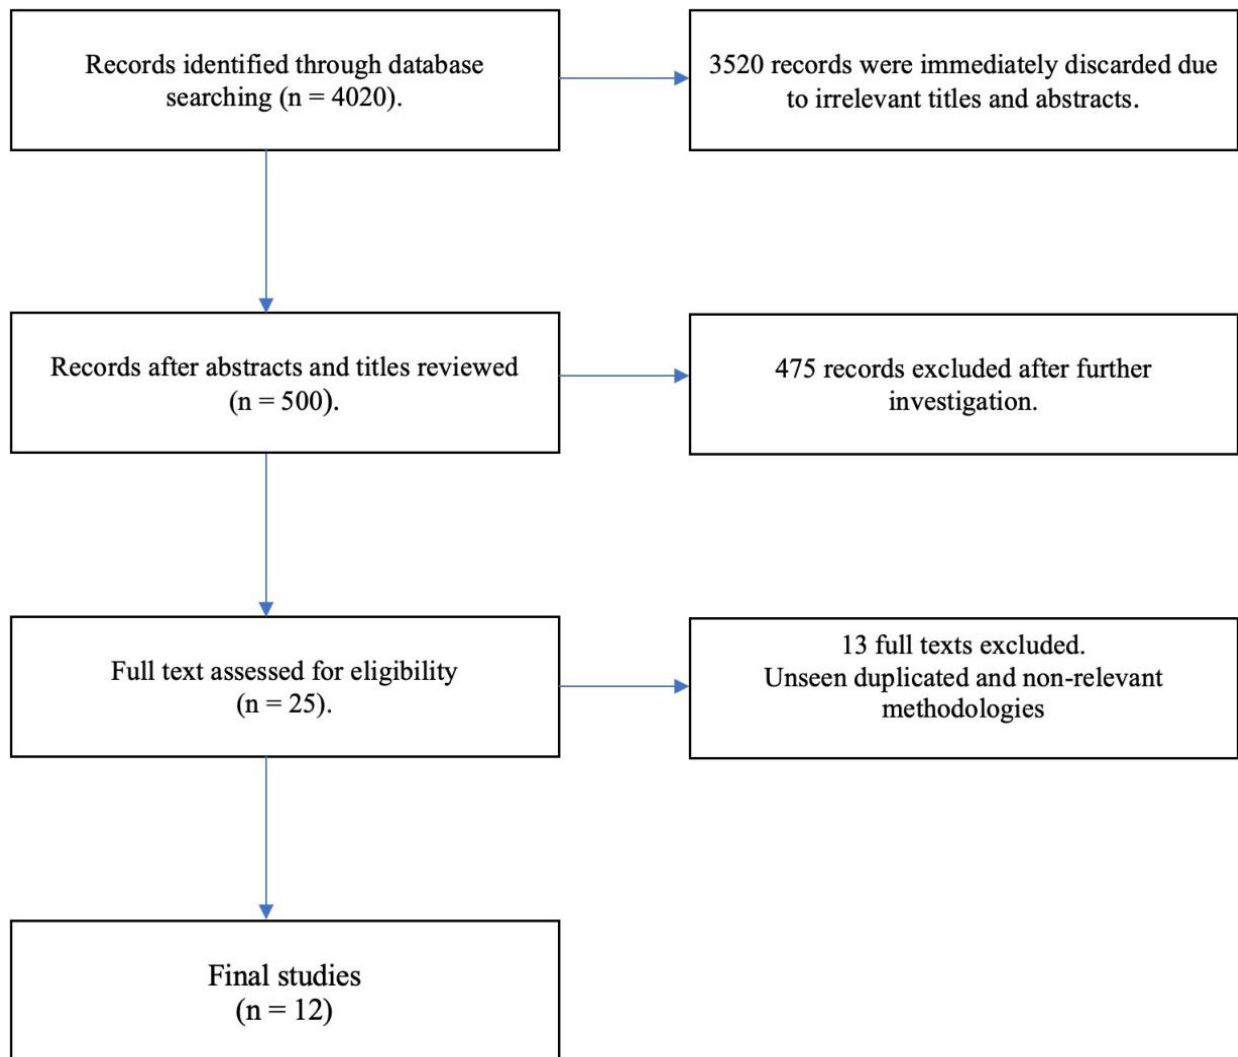 Records identified through database
searching (n = 4020).
3520 records were immediately discarded due
to irrelevant titles and abstracts.
Records after abstracts and titles reviewed
(n = 500).
475 records excluded after further
investigation.
Full text assessed for eligibility
(n = 25).
13 full texts excluded.
Unseen duplicated and non-relevant
methodologies
Final studies
(n = 12)